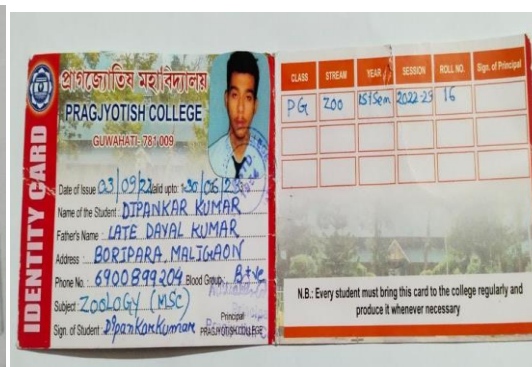 প্রাগজ্যোতিষ মহাবিদ্যালয়
PRAGJYOTISH COLLEGE
GUWAHATI- 781 009
IDENTITY CARD
Date of Issue 03/09/22 Valid upto: 30/06/23
Name of the Student : DIPANKAR KUMAR
Father's Name : LATE DAYAL KUMAR
Address : BORIPARA, MALIGAON
Phone No. : 6900899204 Blood Group : B+ve
Subject : ZOOLOGY (MSC)
Sign. of Student : Dipankar Kumar
Principal
PRAGJYOTISH COLLEGE
CLASS STREAM YEAR SESSION ROLL NO. Sign. of Principal
PG ZOO 1st Sem 2022-23 16
N.B.: Every student must bring this card to the college regularly and
produce it whenever necessary